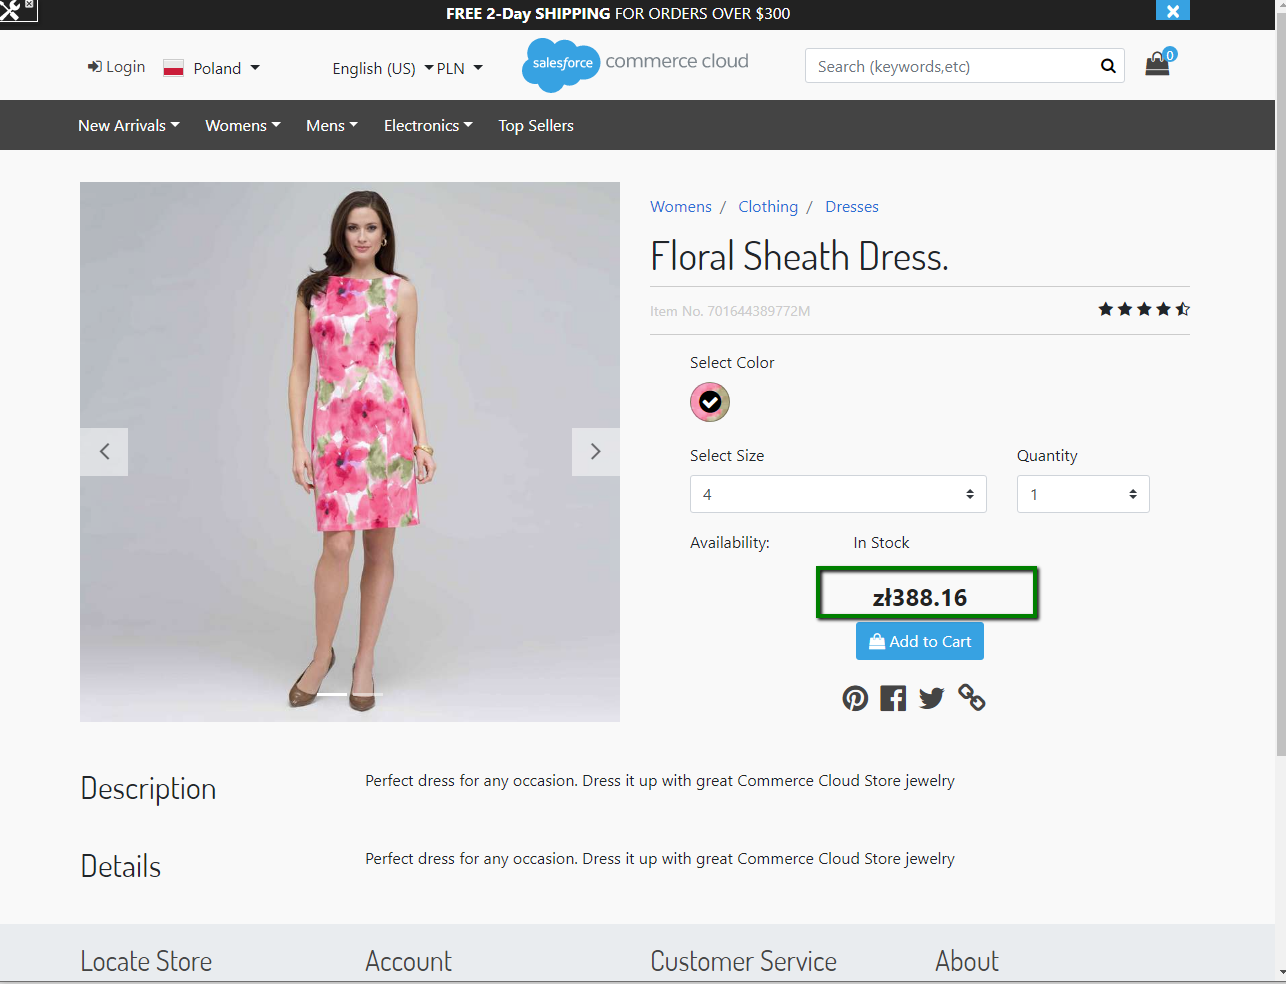 FREE 2-Day SHIPPING FOR ORDERS OVER $300
Login Poland English (US) PLN salesforce commerce cloud Search (keywords,etc) 0
New Arrivals Womens Mens Electronics Top Sellers
Womens / Clothing / Dresses
Floral Sheath Dress.
Item No. 701644389772M
Select Color
Select Size Quantity
4 1
Availability: In Stock
zł388.16
Add to Cart
Description Perfect dress for any occasion. Dress it up with great Commerce Cloud Store jewelry
Details Perfect dress for any occasion. Dress it up with great Commerce Cloud Store jewelry
Locate Store Account Customer Service About